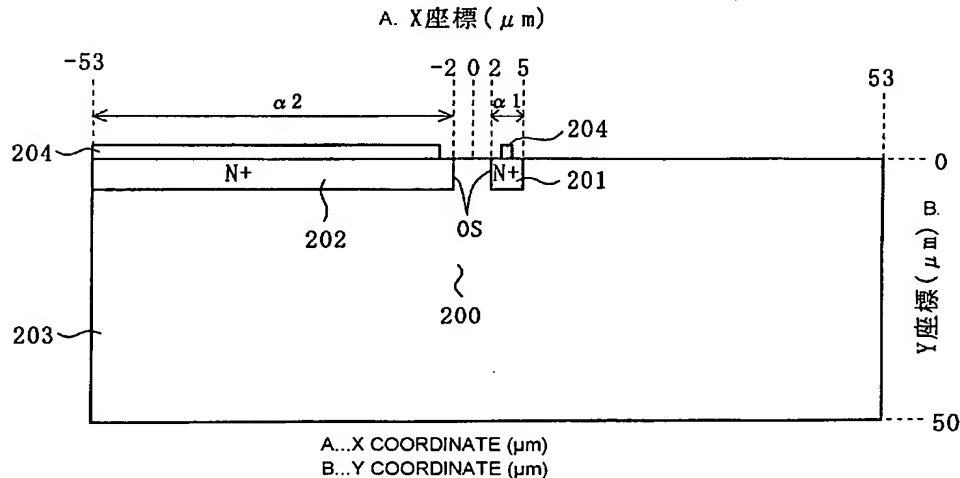 A. X座標(μm)
-53
-2 0 2 5
53
α2
α1
204
204
0
N+
N+
201
202
OS
200
203
B.
Y座標(μm)
50
A...X COORDINATE (µm)
B...Y COORDINATE (µm)